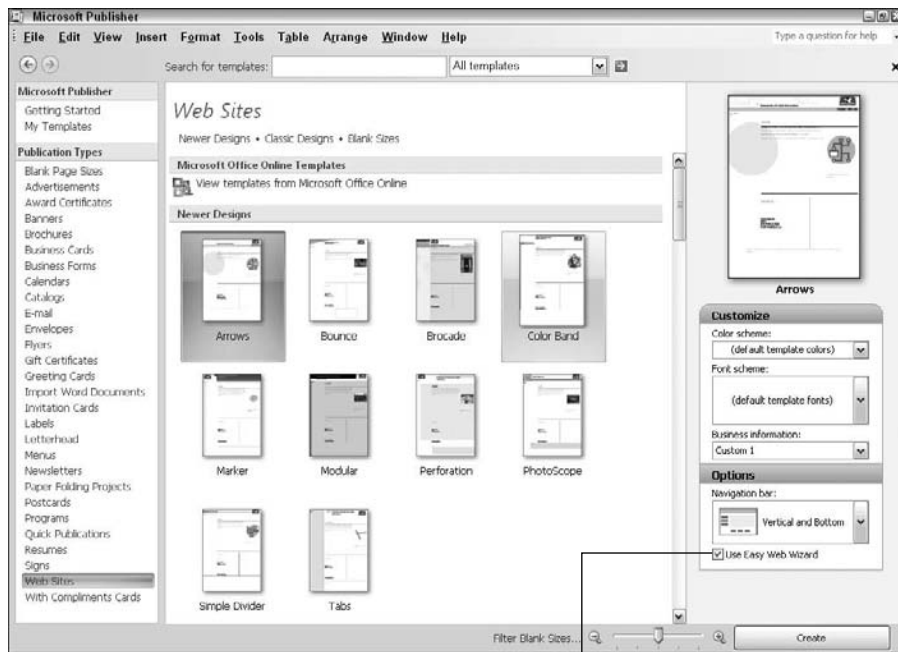 Microsoft Publisher
File Edit View Insert Format Tools Table Arrange Window Help
Type a question for help
Search for templates:
All templates
Microsoft Publisher
Getting Started
My Templates
Publication Types
Blank Page Sizes
Advertisements
Award Certificates
Banners
Brochures
Business Cards
Business Forms
Calendars
Catalogs
E-mail
Envelopes
Flyers
Gift Certificates
Greeting Cards
Import Word Documents
Invitation Cards
Labels
Letterhead
Menus
Newsletters
Paper Folding Projects
Postcards
Programs
Quick Publications
Resumes
Signs
Web Sites
With Compliments Cards
Web Sites
Newer Designs • Classic Designs • Blank Sizes
Microsoft Office Online Templates
View templates from Microsoft Office Online
Newer Designs
Arrows
Bounce
Brocade
Color Band
Marker
Modular
Perforation
PhotoScope
Simple Divider
Tabs
Arrows
Customize
Color scheme:
(default template colors)
Font scheme:
(default template fonts)
Business information:
Custom 1
Options
Navigation bar:
Vertical and Bottom
Use Easy Web Wizard
Filter Blank Sizes...
Create